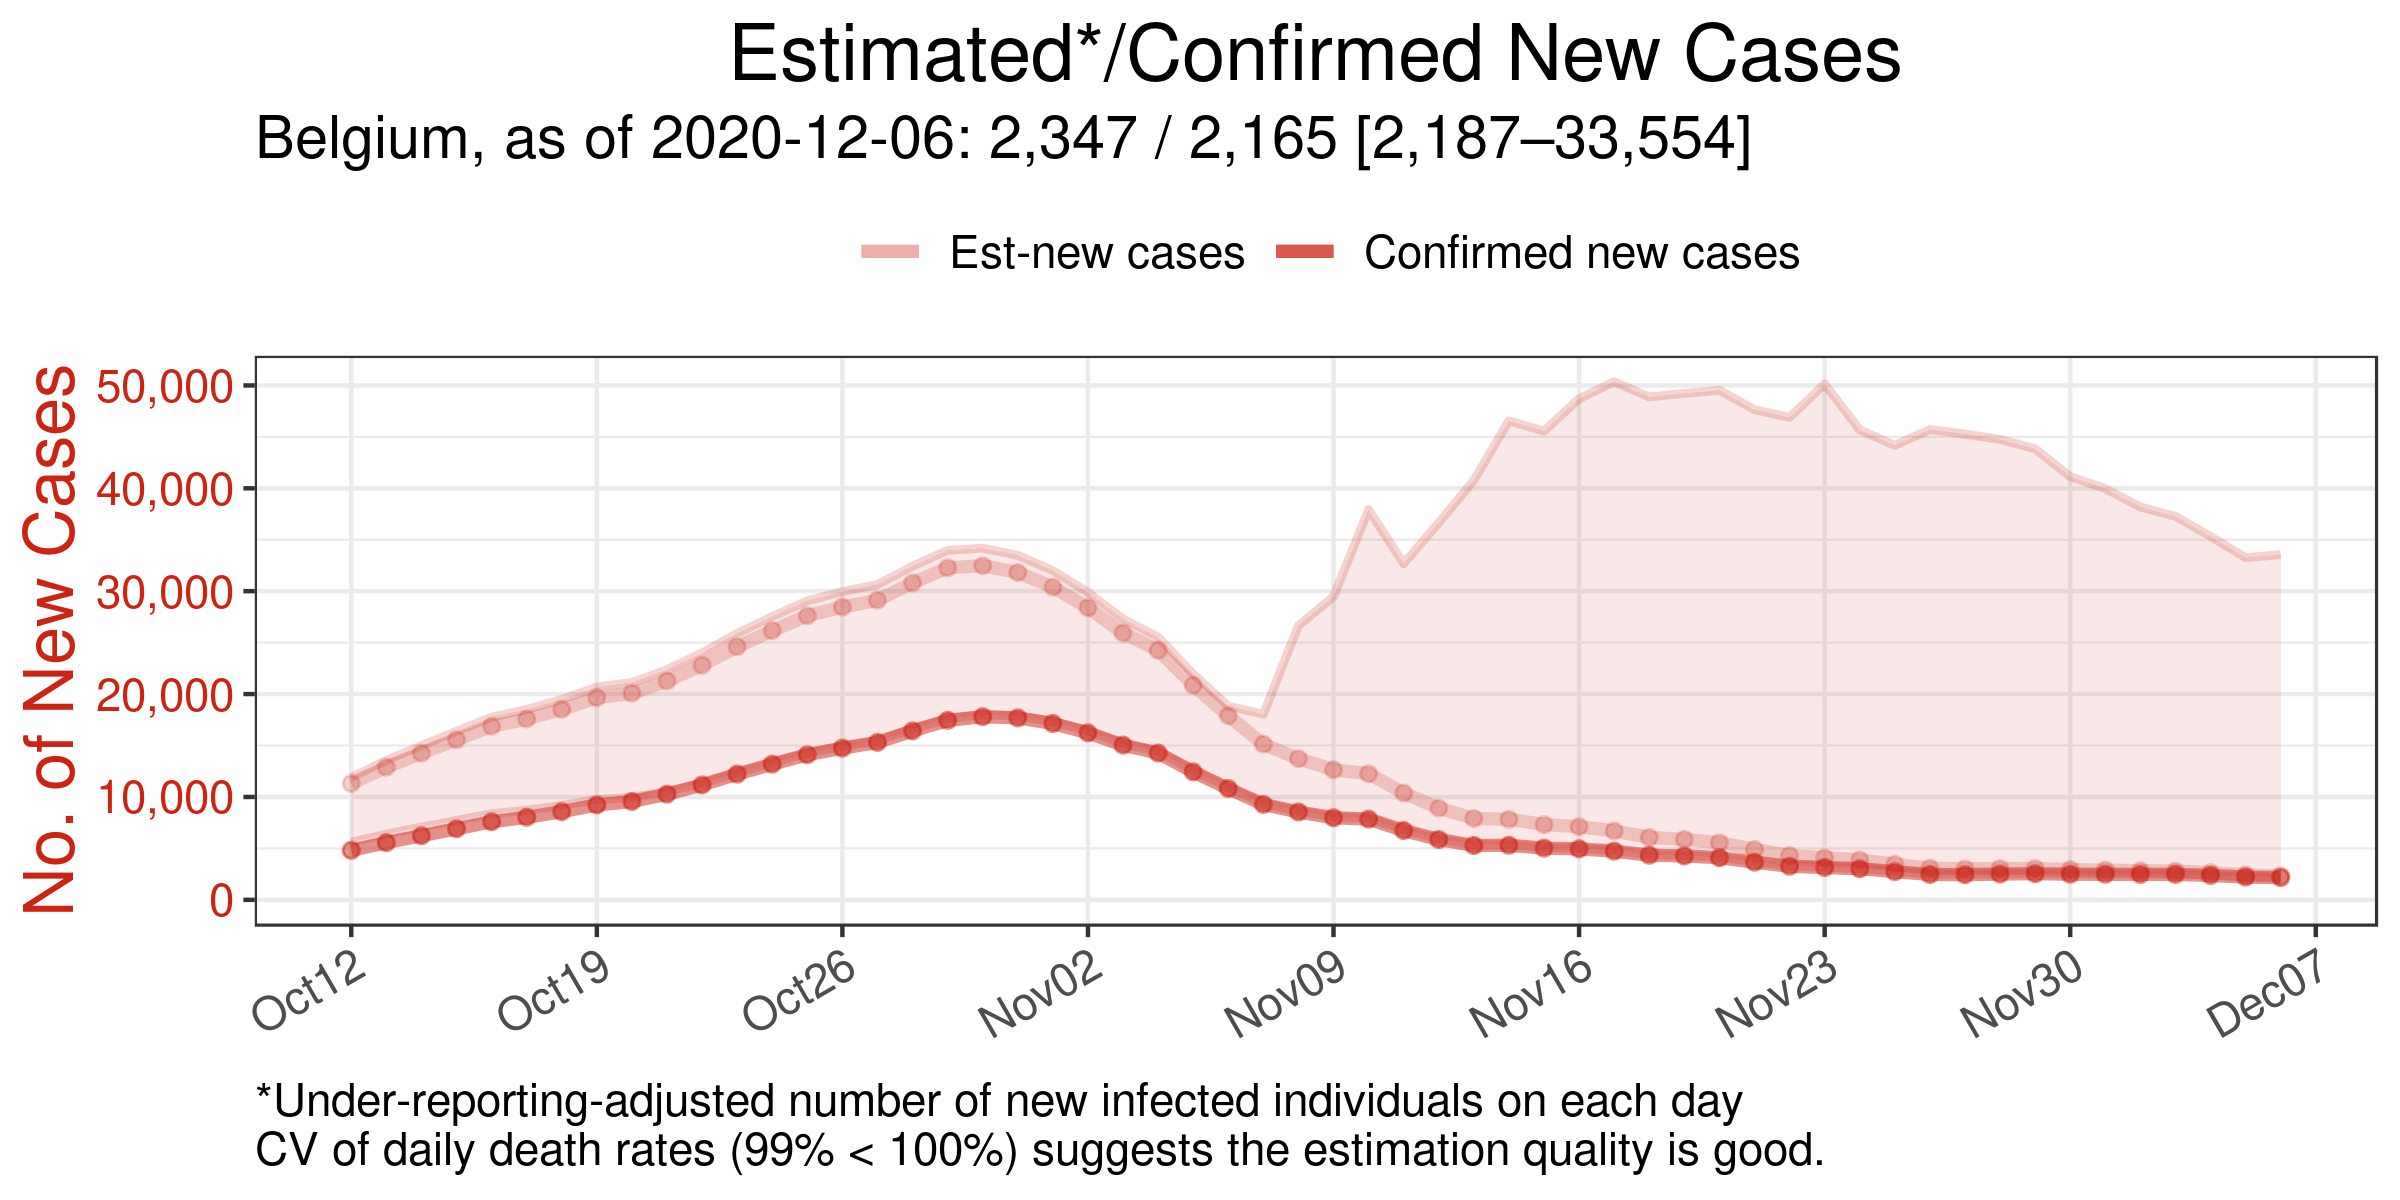 Estimated*/Confirmed New Cases
Belgium, as of 2020-12-06: 2,347 / 2,165 [2,187–33,554]
Est-new cases Confirmed new cases
No. of New Cases
50,000
40,000
30,000
20,000
10,000
0
Oct12 Oct19 Oct26 Nov02 Nov09 Nov16 Nov23 Nov30 Dec07
*Under-reporting-adjusted number of new infected individuals on each day
CV of daily death rates (99% < 100%) suggests the estimation quality is good.